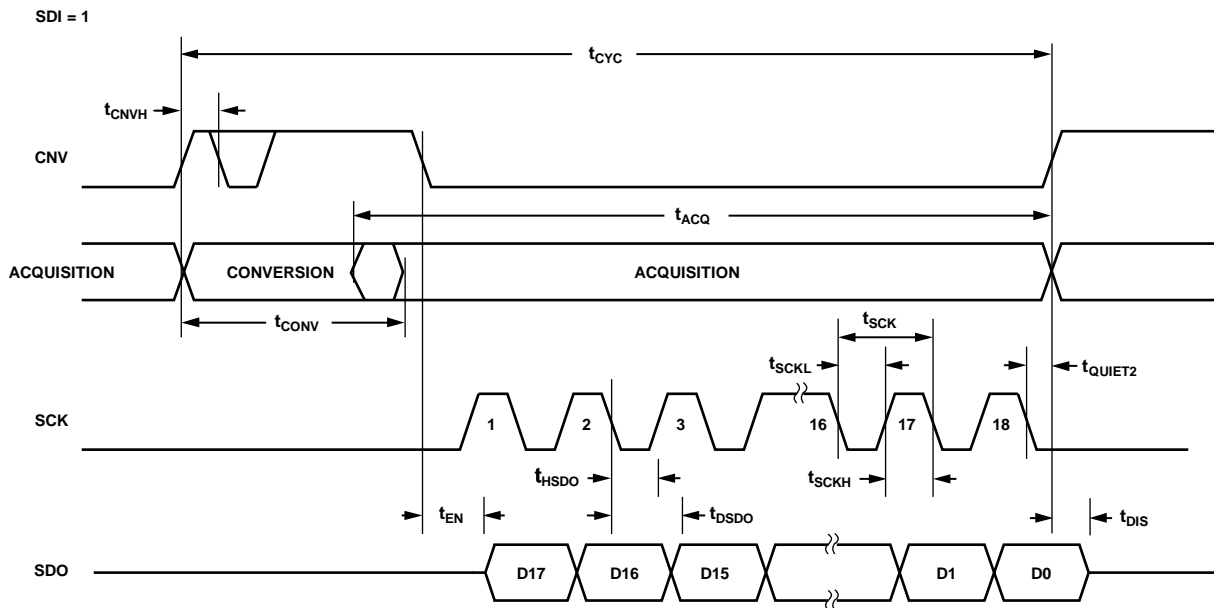 SDI = 1
tCYC
tCNVH
CNV
tACQ
ACQUISITION CONVERSION ACQUISITION
tCONV
tSCK
tSCKL
tQUIET2
SCK 1 2 3 16 17 18
tHSDO
tSCKH
tEN
tDSDO
tDIS
SDO D17 D16 D15 D1 D0